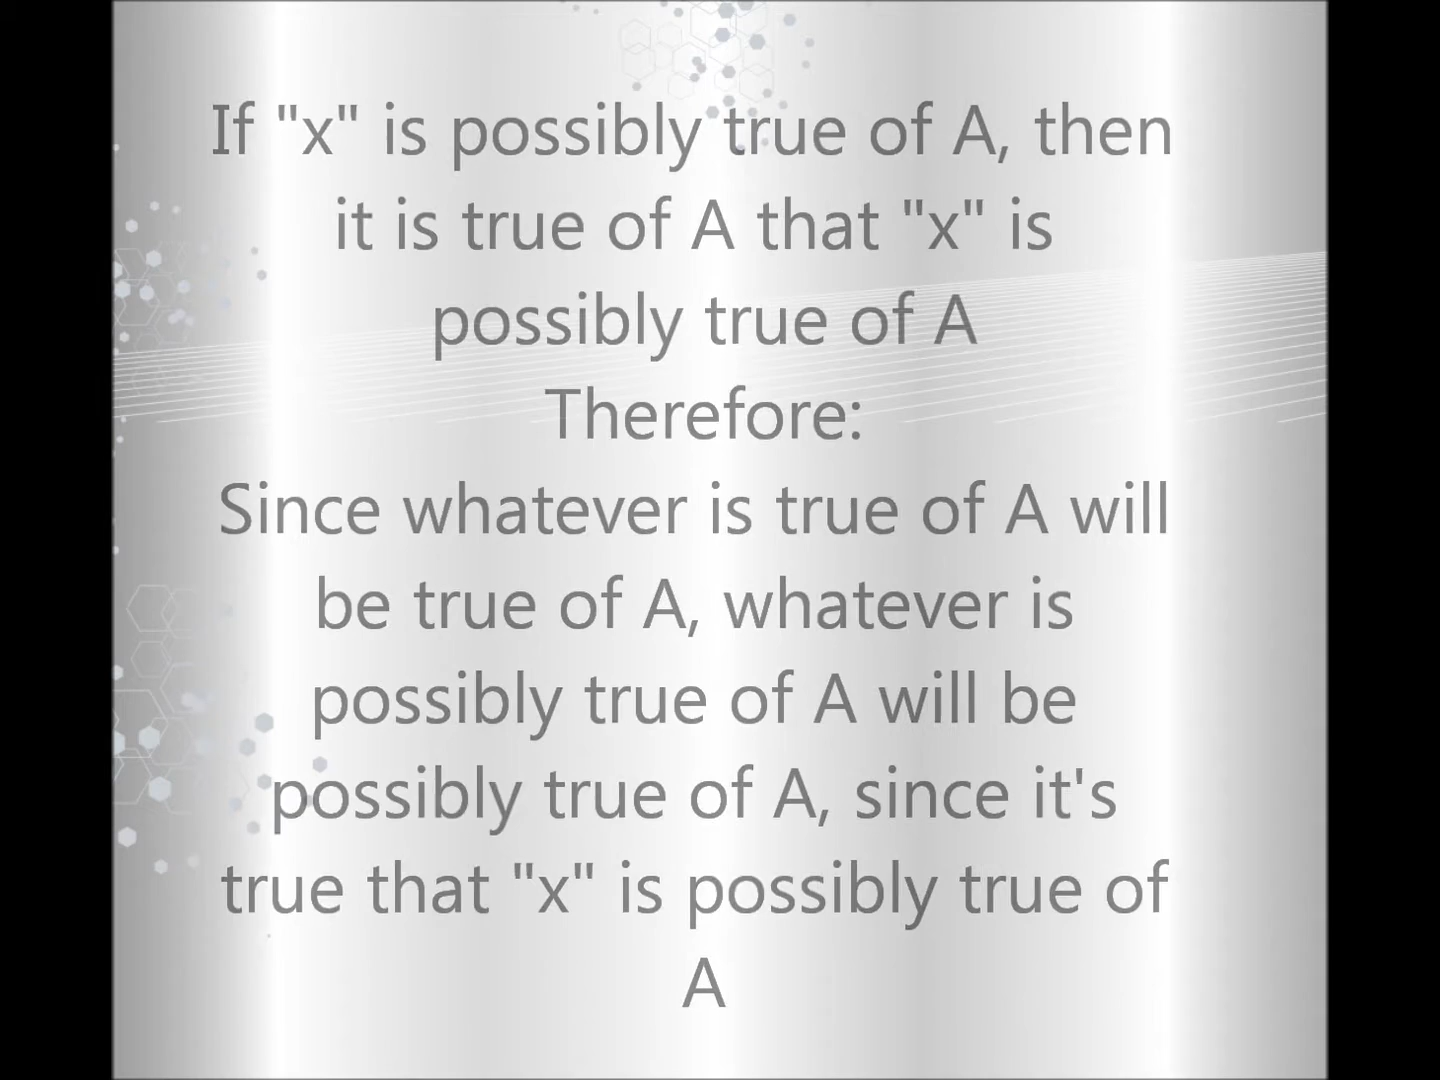 If "x" is possibly true of A, then
it is true of A that "x" is
possibly true of A
Therefore:
Since whatever is true of A will
be true of A, whatever is
possibly true of A will be
possibly true of A, since it's
true that "x" is possibly true of
A